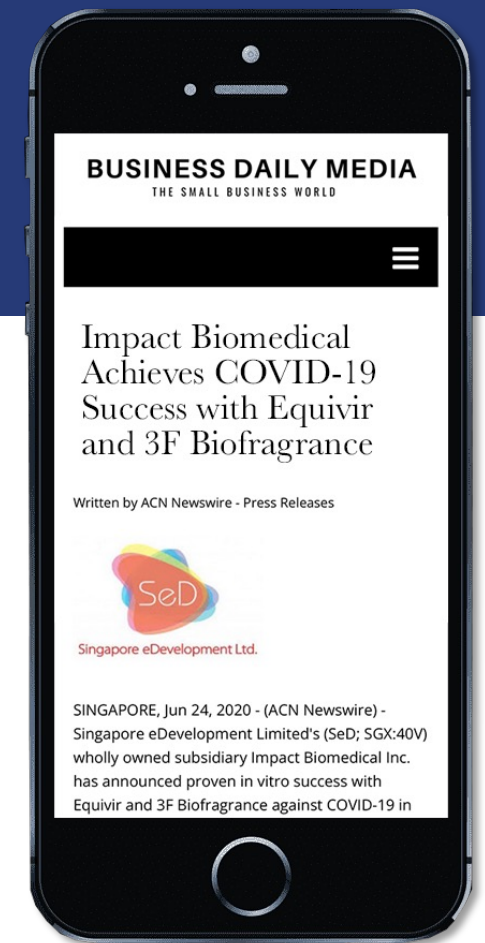 BUSINESS DAILY MEDIA
THE SMALL BUSINESS WORLD
Impact Biomedical
Achieves COVID-19
Success with Equivir
and 3F Biofragrance
Written by ACN Newswire - Press Releases
SeD
Singapore eDevelopment Ltd.
SINGAPORE, Jun 24, 2020 - (ACN Newswire) -
Singapore eDevelopment Limited's (SeD; SGX:40V)
wholly owned subsidiary Impact Biomedical Inc.
has announced proven in vitro success with
Equivir and 3F Biofragrance against COVID-19 in